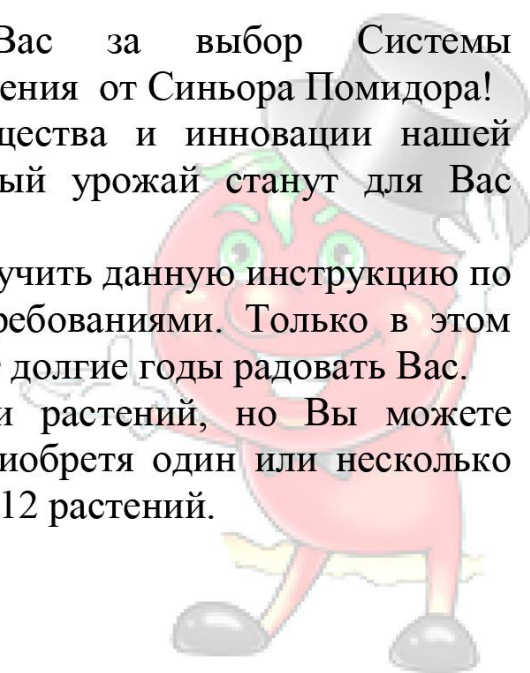 Вас за выбор Системы
ения от Синьора Помидора!
щества и инновации нашей
ый урожай станут для Вас
учить данную инструкцию по
ребованиями. Только в этом
долгие годы радовать Вас.
и растений, но Вы можете
иобретя один или несколько
12 растений.